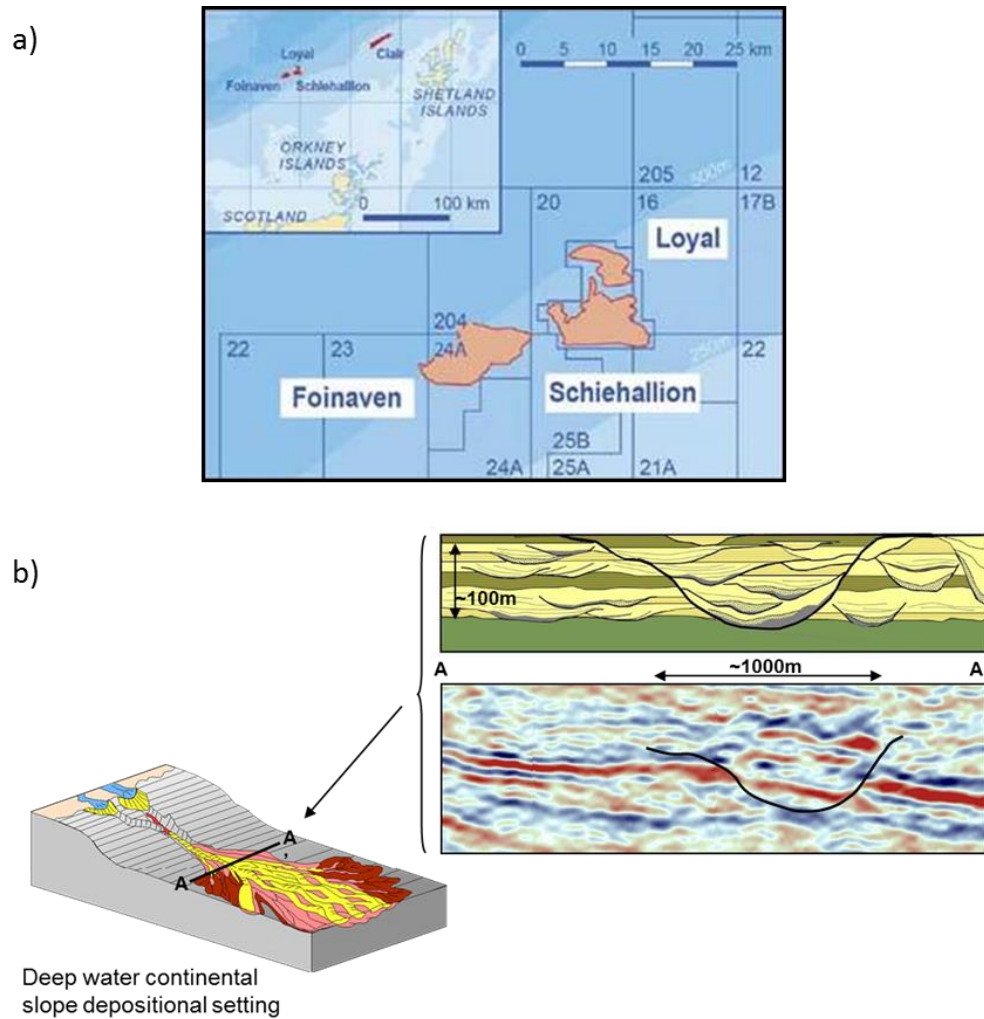 a)
Loyal
Clair
Foinaven
Schiehallion
SHETLAND
ISLANDS
ORKNEY
ISLANDS
0 100 km
SCOTLAND
0 5 10 15 20 25 km
205
300m
12
20
16
17B
Loyal
204
22
23
24A
250m
22
Foinaven
Schiehallion
25B
24A
25A
21A
b)
~100m
A
~1000m
A
A
A,
Deep water continental
slope depositional setting